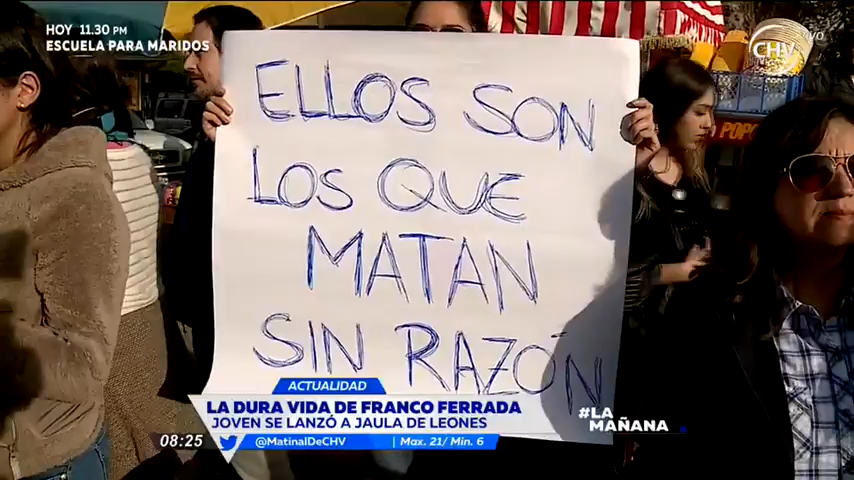 HOY 11.30 PM
ESCUELA PARA MARIDOS
CHV
VIVO
ELLOS SON
LOS QUE
MATAN
SIN RAZÓN
ACTUALIDAD
LA DURA VIDA DE FRANCO FERRADA
JOVEN SE LANZÓ A JAULA DE LEONES
#LA
MAÑANA
08:25
@MatinalDeCHV
Max. 21/ Min. 6